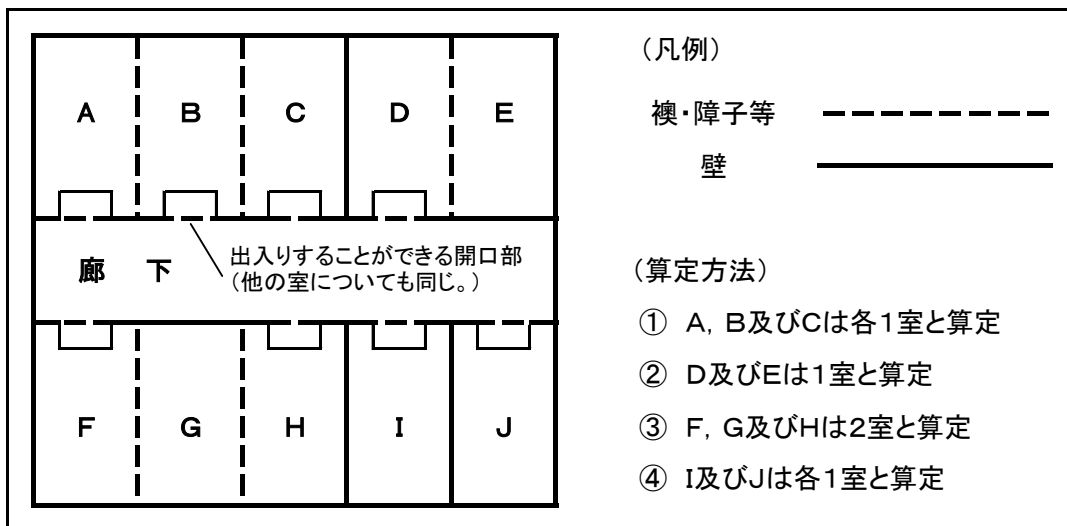 A B C D E
出入りすることができる開口部
(他の室についても同じ。)
廊 下
F G H I J
(凡例)
襖・障子等
壁
(算定方法)
① A, B及びCは各1室と算定
② D及びEは1室と算定
③ F, G及びHは2室と算定
④ I及びJは各1室と算定